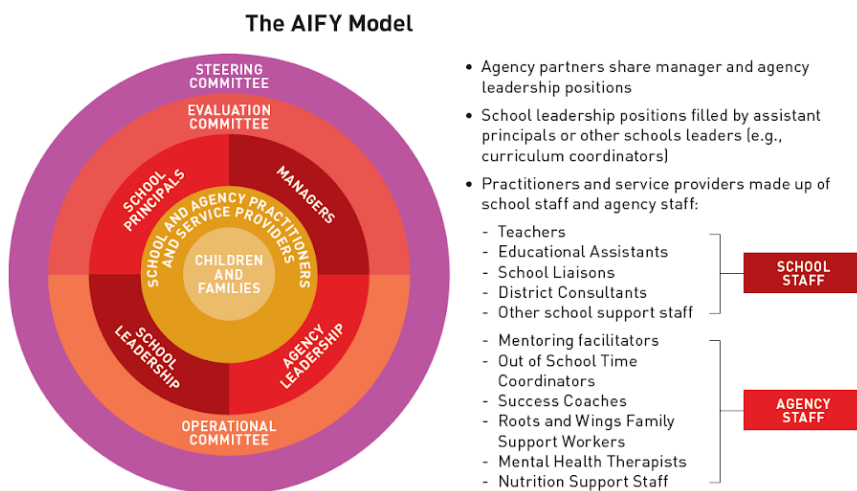 The AIFY Model
STEERING
COMMITTEE
EVALUATION
COMMITTEE
SCHOOL
PRINCIPALS
MANAGERS
SCHOOL AND AGENCY PRACTITIONERS
AND SERVICE PROVIDERS
CHILDREN
AND
FAMILIES
SCHOOL
LEADERSHIP
AGENCY
LEADERSHIP
OPERATIONAL
COMMITTEE
• Agency partners share manager and agency
leadership positions
• School leadership positions filled by assistant
principals or other schools leaders (e.g.,
curriculum coordinators)
• Practitioners and service providers made up of
school staff and agency staff:
- Teachers
- Educational Assistants
- School Liaisons
- District Consultants
- Other school support staff
SCHOOL
STAFF
- Mentoring facilitators
- Out of School Time
Coordinators
- Success Coaches
- Roots and Wings Family
Support Workers
- Mental Health Therapists
- Nutrition Support Staff
AGENCY
STAFF